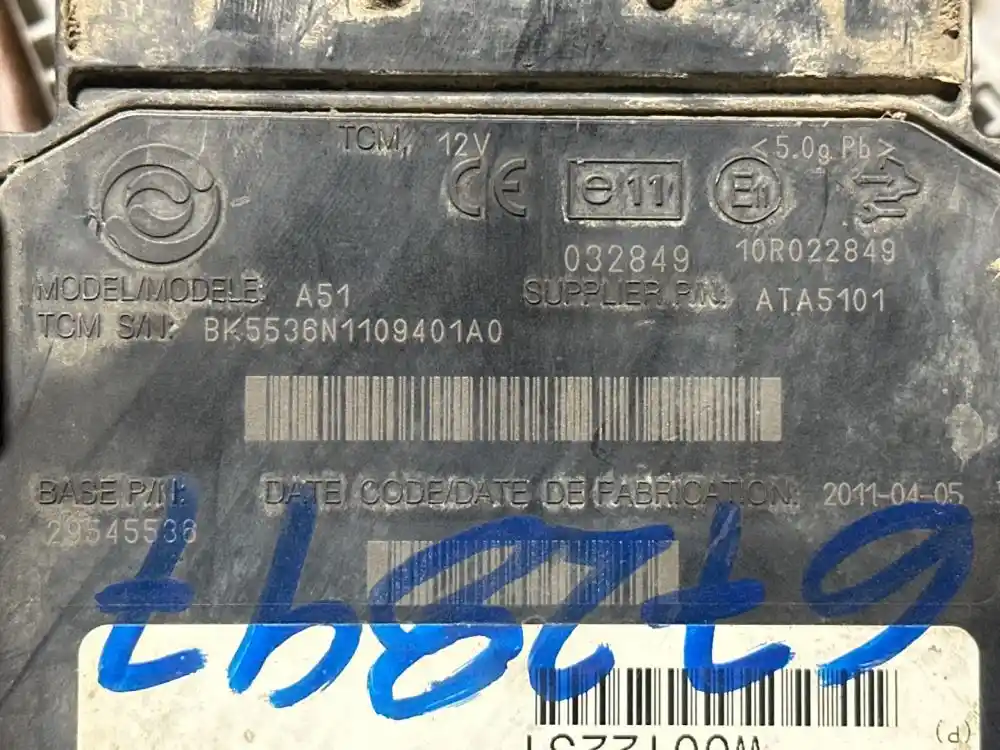 TCM, 12V
< 5.0g Pb >
CE e11 E11
032849 10R022849
MODEL/MODELE: A51 SUPPLIER P/N: ATA5101
TCM S/N: BK5536N1109401A0
BASE P/N: DATE CODE/DATE DE FABRICATION: 2011-04-05
29545536
(P)